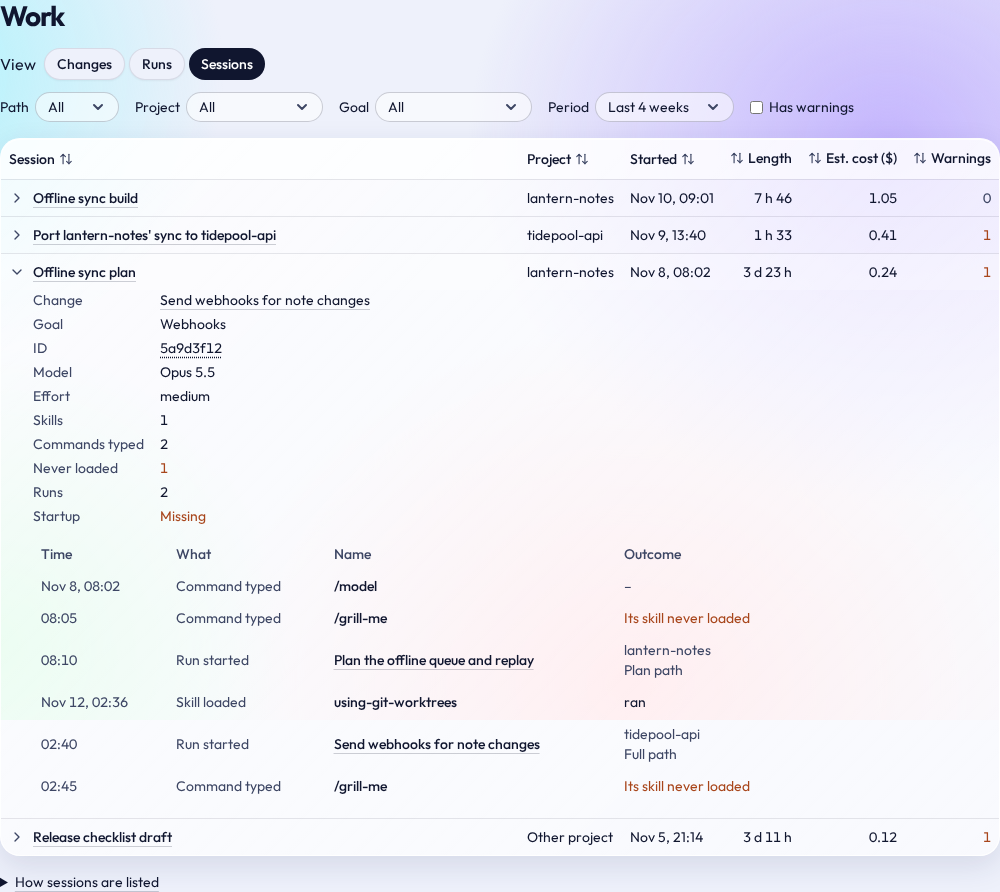 Work
View Changes Runs Sessions
Path All Project All Goal All Period Last 4 weeks Has warnings
Session Project Started Length Est. cost ($) Warnings
Offline sync build lantern-notes Nov 10, 09:01 7 h 46 1.05 0
Port lantern-notes' sync to tidepool-api tidepool-api Nov 9, 13:40 1 h 33 0.41 1
Offline sync plan lantern-notes Nov 8, 08:02 3 d 23 h 0.24 1
Change Send webhooks for note changes
Goal Webhooks
ID 5a9d3f12
Model Opus 5.5
Effort medium
Skills 1
Commands typed 2
Never loaded 1
Runs 2
Startup Missing
Time What Name Outcome
Nov 8, 08:02 Command typed /model –
08:05 Command typed /grill-me Its skill never loaded
08:10 Run started Plan the offline queue and replay lantern-notes
Plan path
Nov 12, 02:36 Skill loaded using-git-worktrees ran
02:40 Run started Send webhooks for note changes tidepool-api
Full path
02:45 Command typed /grill-me Its skill never loaded
Release checklist draft Other project Nov 5, 21:14 3 d 11 h 0.12 1
How sessions are listed